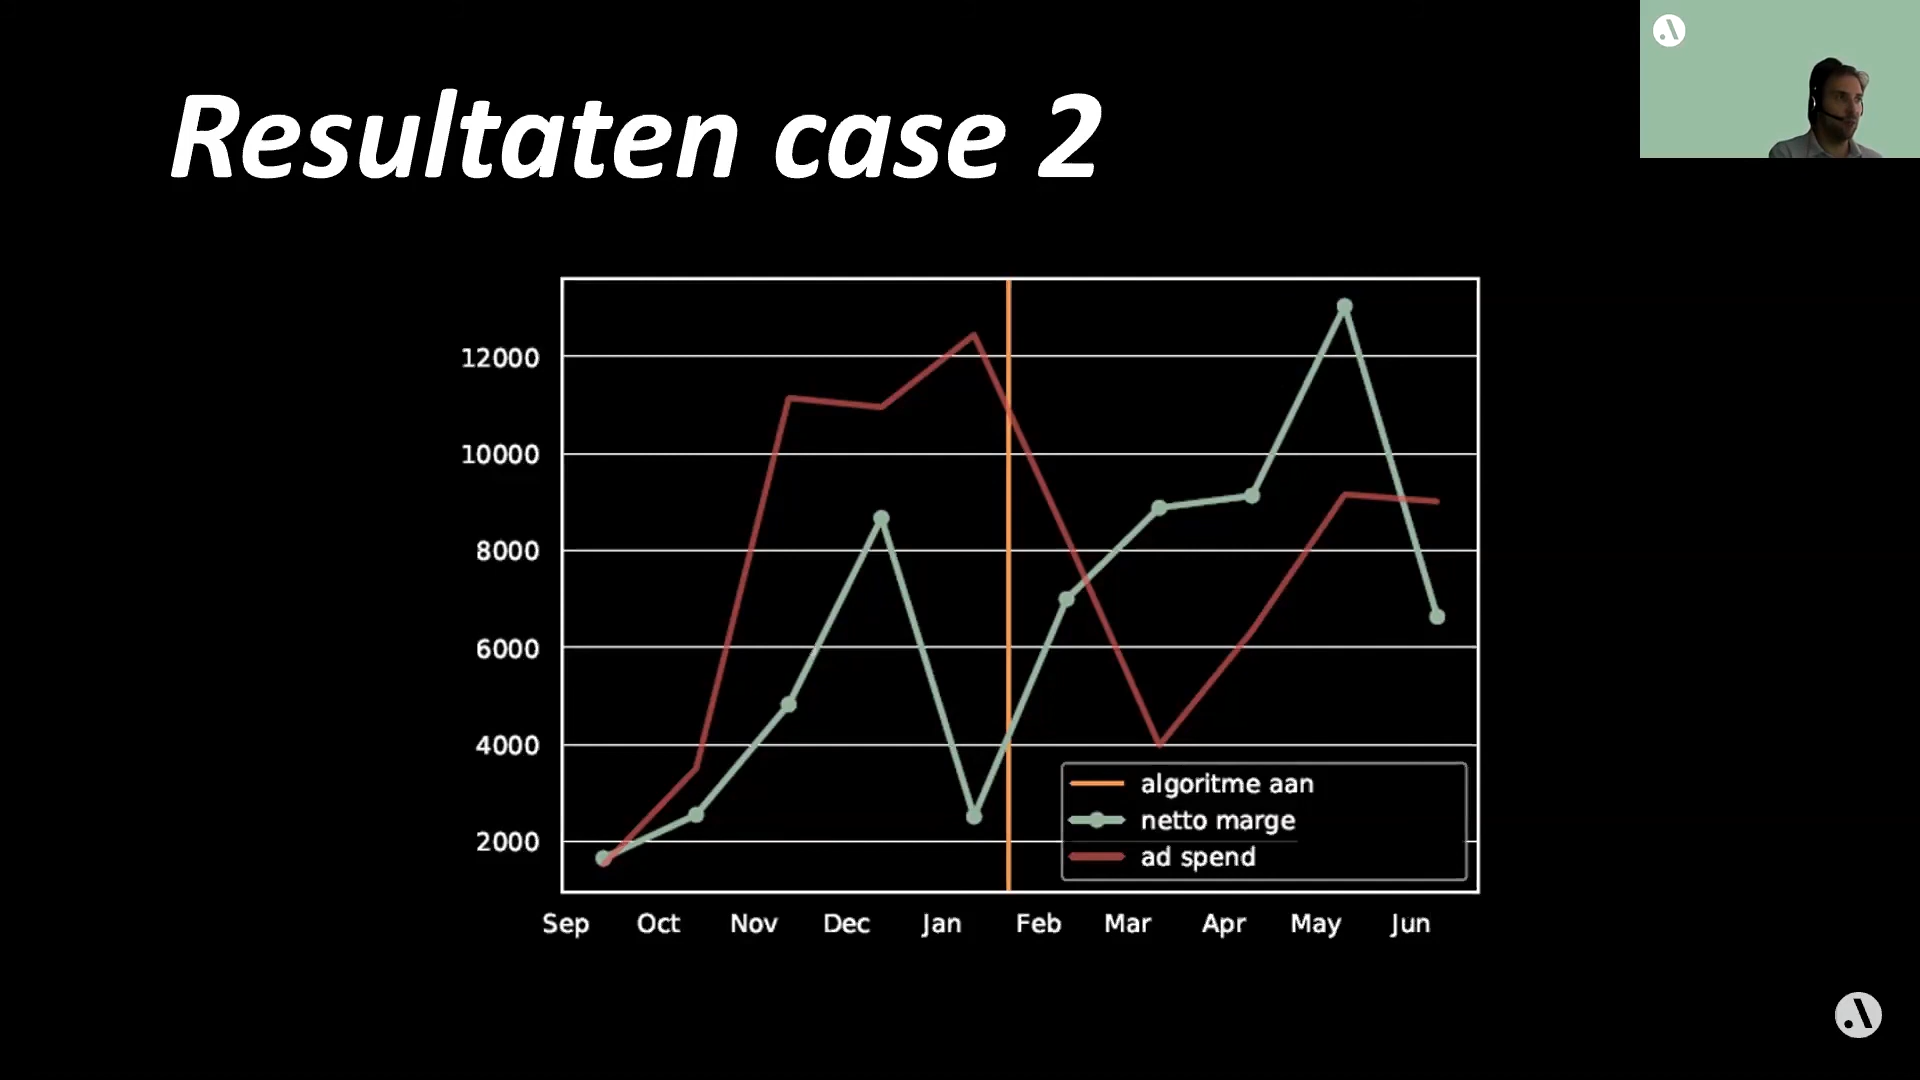 Resultaten case 2
12000
10000
8000
6000
4000
2000
algoritme aan
netto marge
ad spend
Sep Oct Nov Dec Jan Feb Mar Apr May Jun